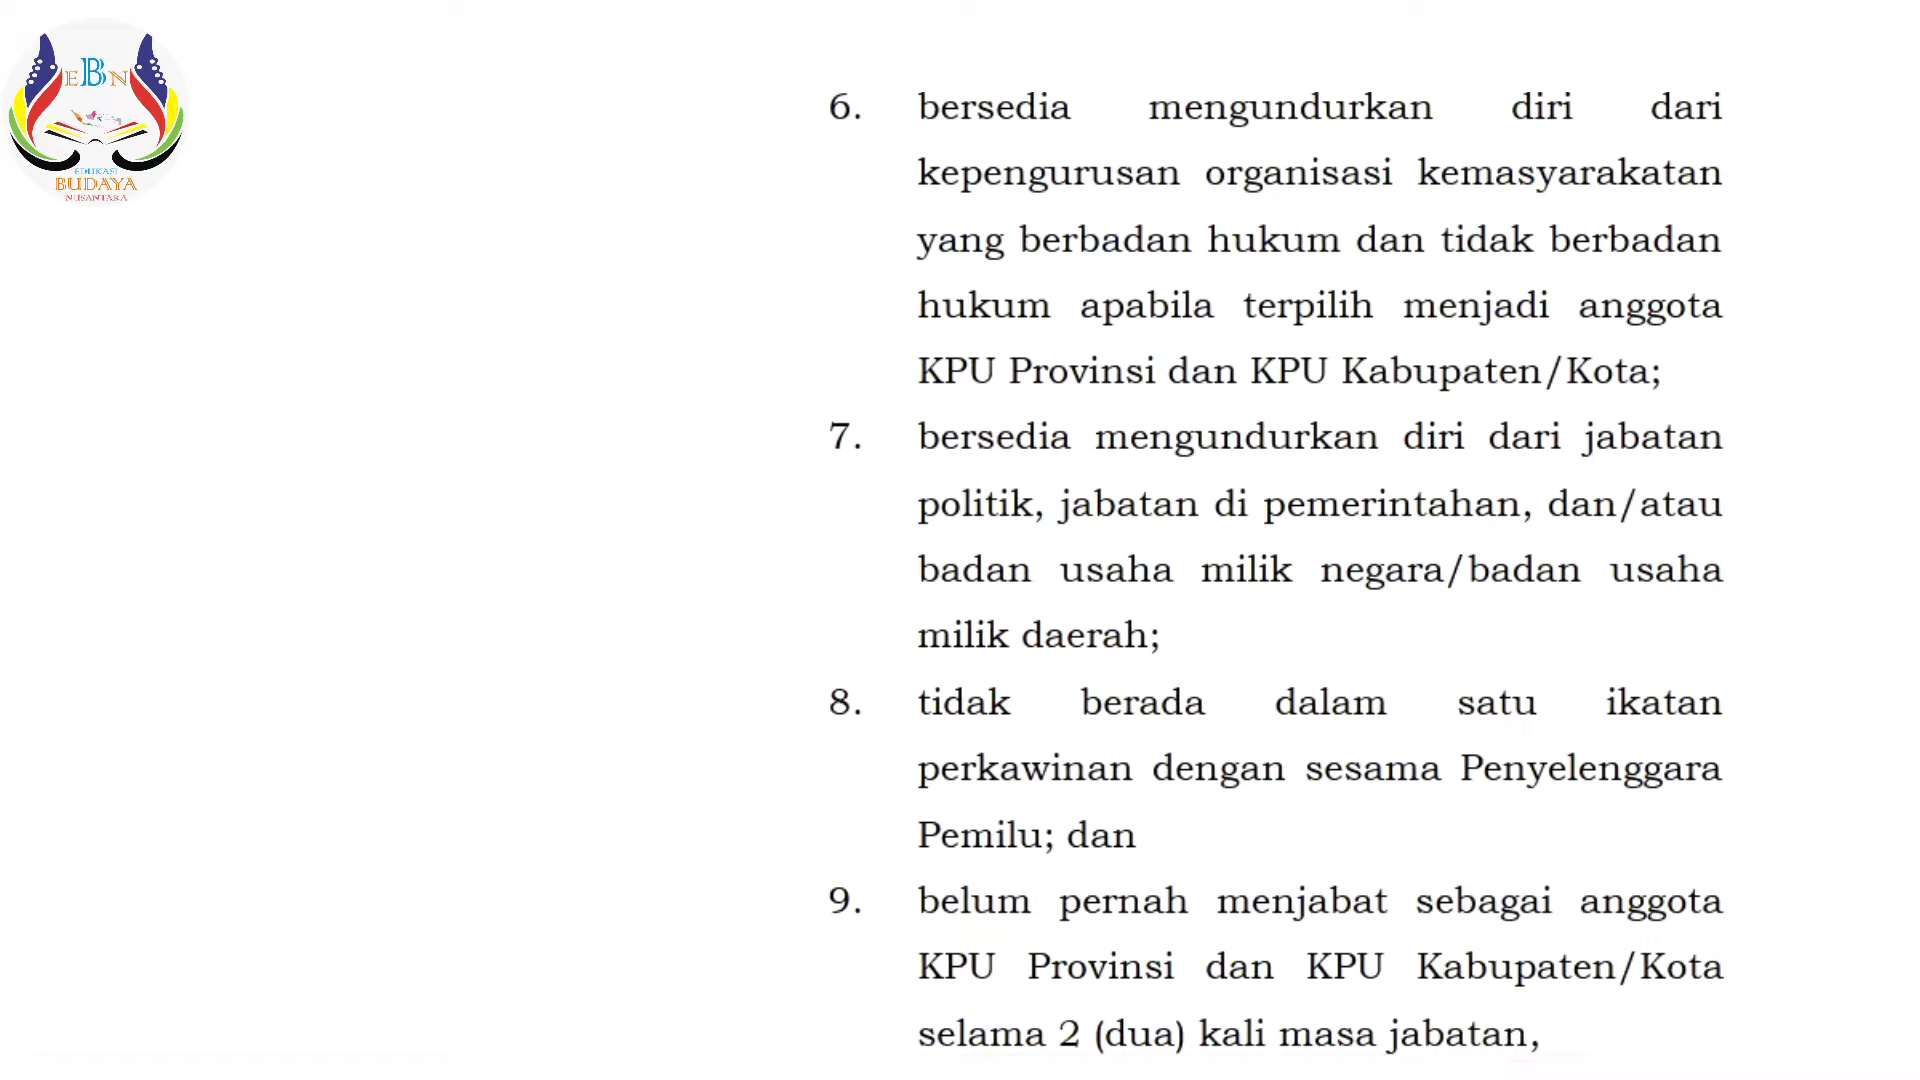 EBN
EDUKASI
BUDAYA
NUSANTARA
6. bersedia mengundurkan diri dari
kepengurusan organisasi kemasyarakatan
yang berbadan hukum dan tidak berbadan
hukum apabila terpilih menjadi anggota
KPU Provinsi dan KPU Kabupaten/Kota;
7. bersedia mengundurkan diri dari jabatan
politik, jabatan di pemerintahan, dan/atau
badan usaha milik negara/badan usaha
milik daerah;
8. tidak berada dalam satu ikatan
perkawinan dengan sesama Penyelenggara
Pemilu; dan
9. belum pernah menjabat sebagai anggota
KPU Provinsi dan KPU Kabupaten/Kota
selama 2 (dua) kali masa jabatan,